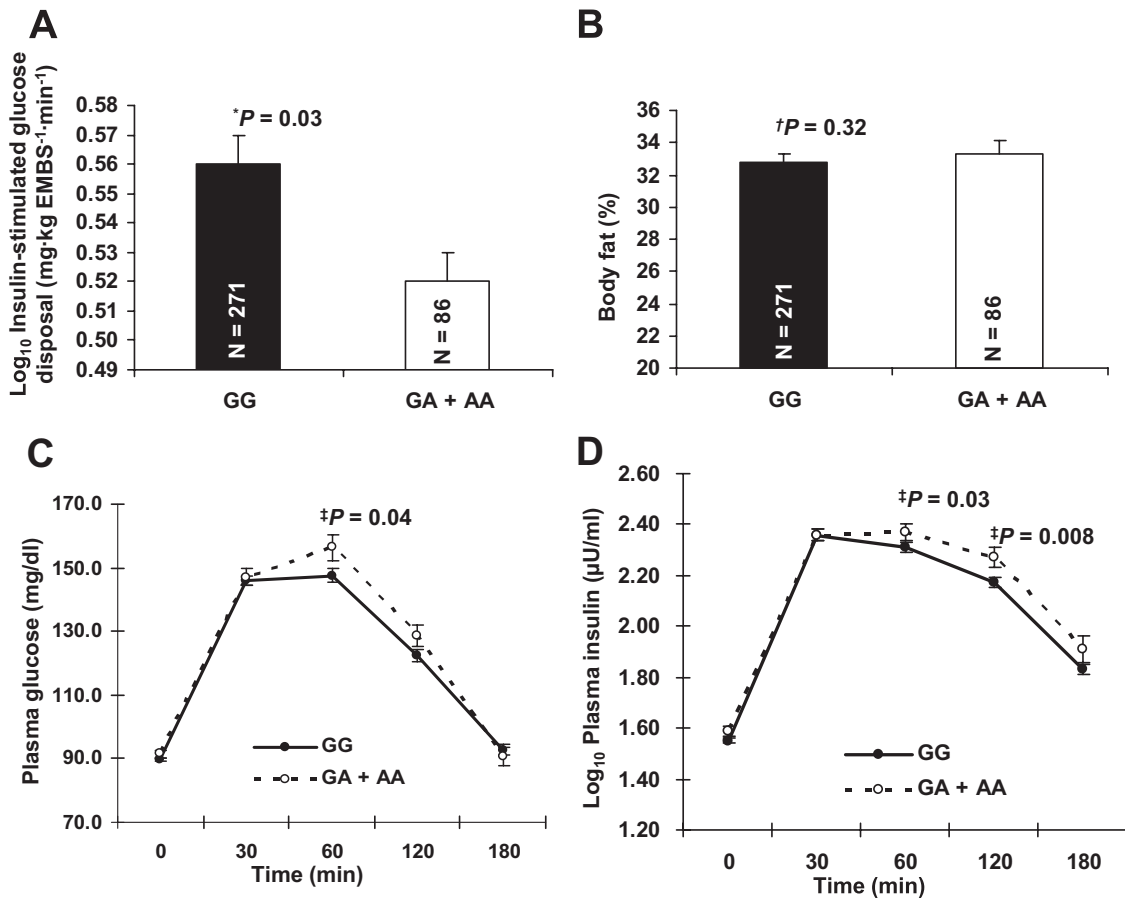 A
Log₁₀ Insulin-stimulated glucose
disposal (mg·kg EMBS⁻¹·min⁻¹)
0.58
0.57
0.56
0.55
0.54
0.53
0.52
0.51
0.50
0.49
*P = 0.03
N = 271
N = 86
GG
GA + AA
B
Body fat (%)
36
34
32
30
28
26
24
22
20
†P = 0.32
N = 271
N = 86
GG
GA + AA
C
Plasma glucose (mg/dl)
170.0
150.0
130.0
110.0
90.0
70.0
‡P = 0.04
GG
GA + AA
0 30 60 120 180
Time (min)
D
Log₁₀ Plasma insulin (µU/ml)
2.60
2.40
2.20
2.00
1.80
1.60
1.40
1.20
‡P = 0.03
‡P = 0.008
GG
GA + AA
0 30 60 120 180
Time (min)